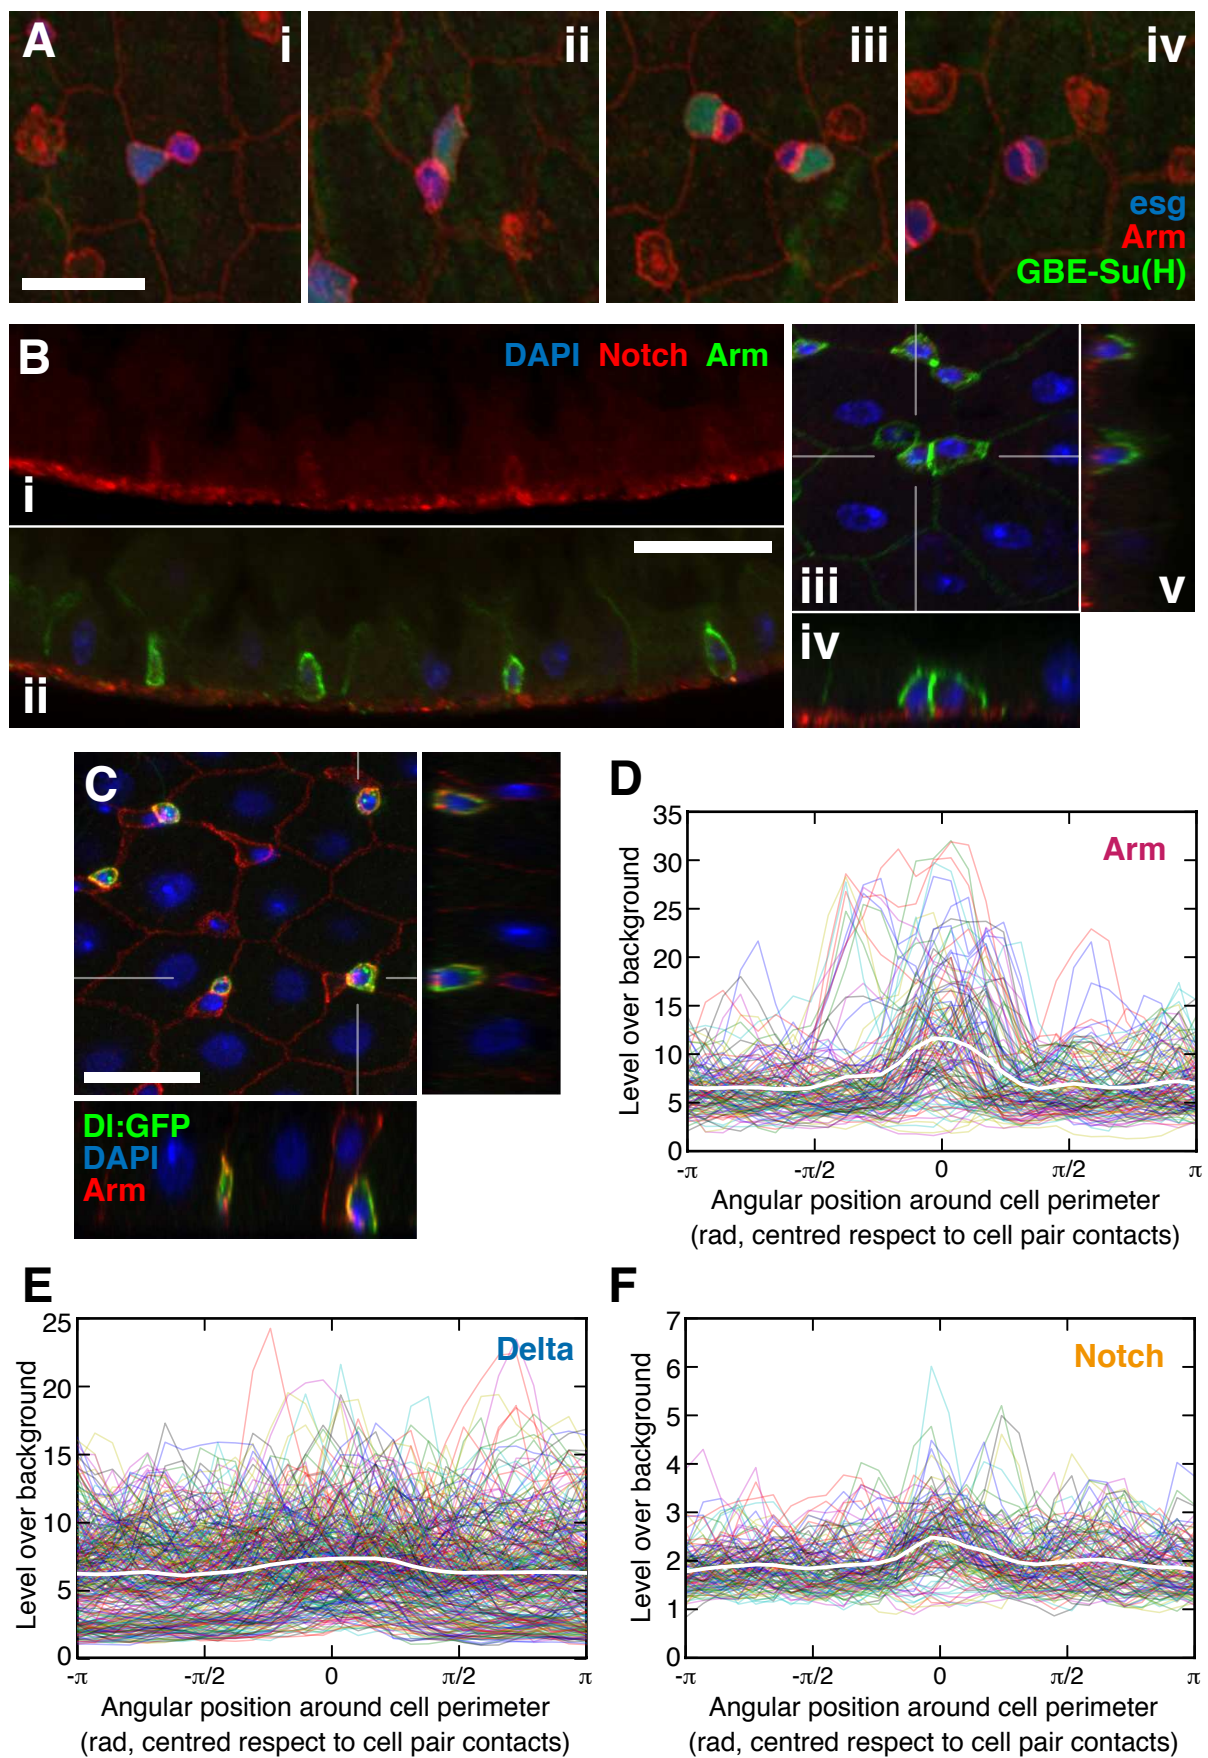 A
i
ii
iii
iv
esg
Arm
GBE-Su(H)
B
DAPI Notch Arm
i
ii
iii
v
iv
C
Dl:GFP
DAPI
Arm
D
Arm
35
30
25
20
15
10
5
0
Level over background
-π -π/2 0 π/2 π
Angular position around cell perimeter
(rad, centred respect to cell pair contacts)
E
Delta
25
20
15
10
5
0
Level over background
-π -π/2 0 π/2 π
Angular position around cell perimeter
(rad, centred respect to cell pair contacts)
F
Notch
7
6
5
4
3
2
1
0
Level over background
-π -π/2 0 π/2 π
Angular position around cell perimeter
(rad, centred respect to cell pair contacts)